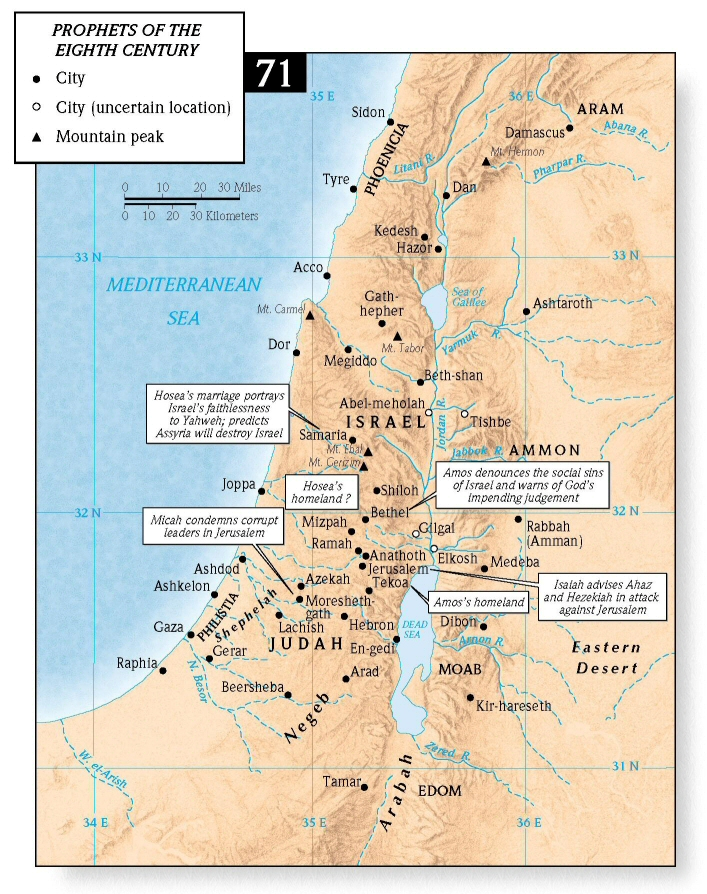 PROPHETS OF THE
EIGHTH CENTURY
City
City (uncertain location)
Mountain peak
71
35 E
36 E
ARAM
Sidon
Damascus
Abana R.
PHOENICIA
Mt. Hermon
Litani R.
Pharpar R.
Tyre
Dan
0 10 20 30 Miles
0 10 20 30 Kilometers
Kedesh
Hazor
33 N
33 N
Acco
MEDITERRANEAN
SEA
Sea of
Galilee
Gath-
hepher
Ashtaroth
Mt. Carmel
Mt. Tabor
Yarmuk R.
Dor
Megiddo
Beth-shan
Hosea's marriage portrays
Israel's faithlessness
to Yahweh; predicts
Assyria will destroy Israel
Abel-meholah
ISRAEL
Jordan R.
Tishbe
Samaria
Mt. Ebal
Mt. Gerizim
Jabbok R.
AMMON
Amos denounces the social sins
of Israel and warns of God's
impending judgement
Joppa
Hosea's
homeland ?
Shiloh
32 N
32 N
Bethel
Micah condemns corrupt
leaders in Jerusalem
Mizpah
Gilgal
Rabbah
(Amman)
Ramah
Anathoth
Elkosh
Medeba
Ashdod
Jerusalem
Azekah
Tekoa
Isaiah advises Ahaz
and Hezekiah in attack
against Jerusalem
Ashkelon
Moresheth-
gath
Amos's homeland
PHILISTIA
Shephelah
Lachish
Hebron
DEAD
SEA
Dibon
Gaza
JUDAH
En-gedi
Arnon R.
Eastern
Desert
Gerar
Raphia
N. Besor
Arad
MOAB
Beersheba
Negeb
Kir-hareseth
W. el-Arish
Zered R.
31 N
Tamar
Arabah
EDOM
34 E
35 E
36 E